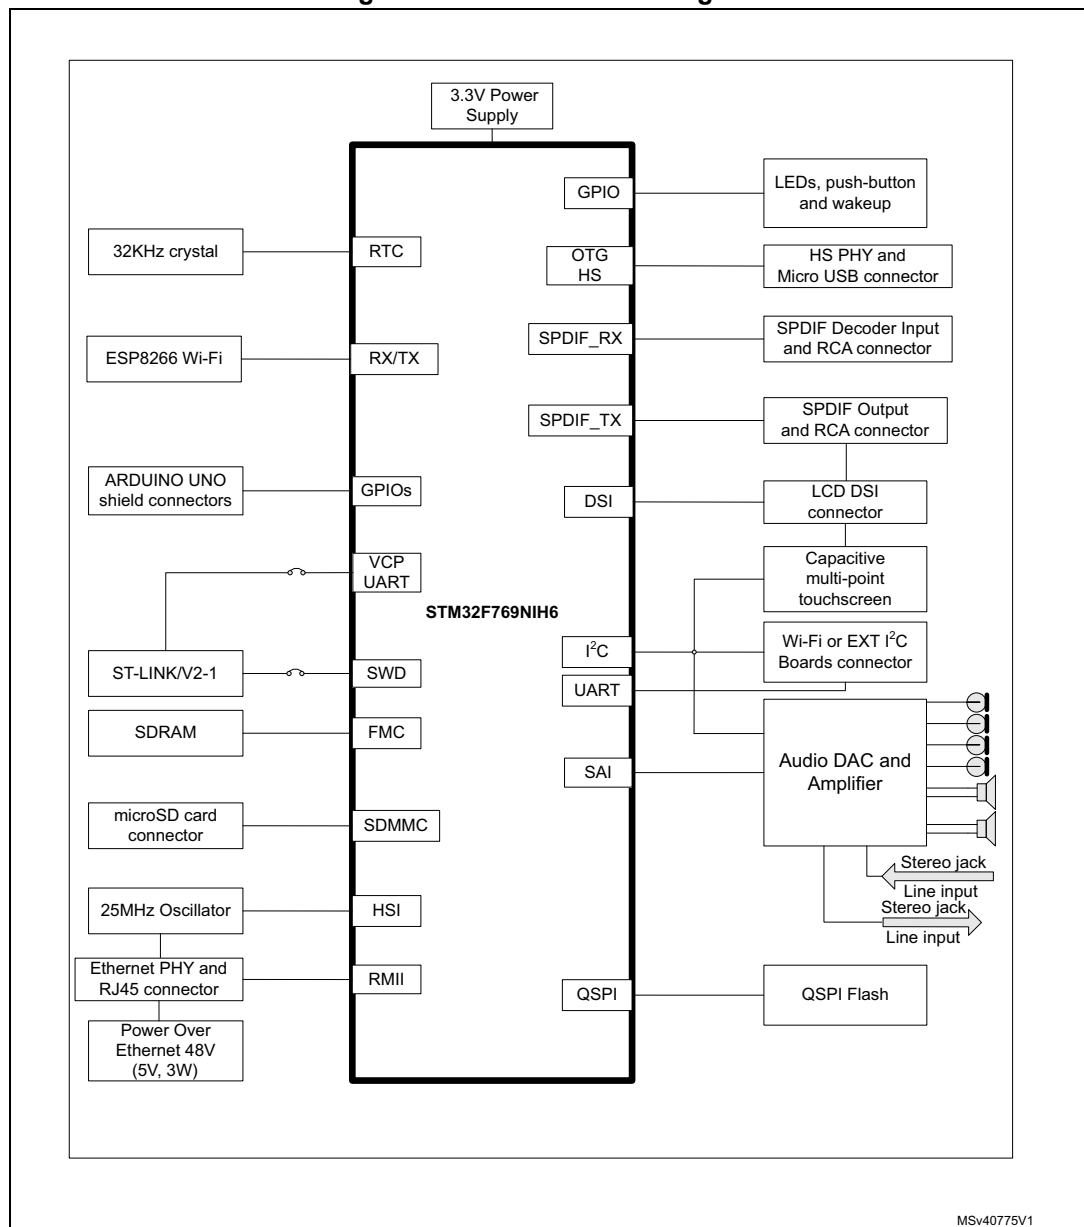 3.3V Power
Supply
GPIO
LEDs, push-button
and wakeup
32KHz crystal
RTC
OTG
HS
HS PHY and
Micro USB connector
ESP8266 Wi-Fi
RX/TX
SPDIF_RX
SPDIF Decoder Input
and RCA connector
SPDIF_TX
SPDIF Output
and RCA connector
ARDUINO UNO
shield connectors
GPIOs
DSI
LCD DSI
connector
VCP
UART
Capacitive
multi-point
touchscreen
STM32F769NIH6
I²C
Wi-Fi or EXT I²C
Boards connector
ST-LINK/V2-1
SWD
UART
SDRAM
FMC
SAI
Audio DAC and
Amplifier
microSD card
connector
SDMMC
Stereo jack
Line input
Stereo jack
Line input
25MHz Oscillator
HSI
Ethernet PHY and
RJ45 connector
RMII
QSPI
QSPI Flash
Power Over
Ethernet 48V
(5V, 3W)
MSv40775V1